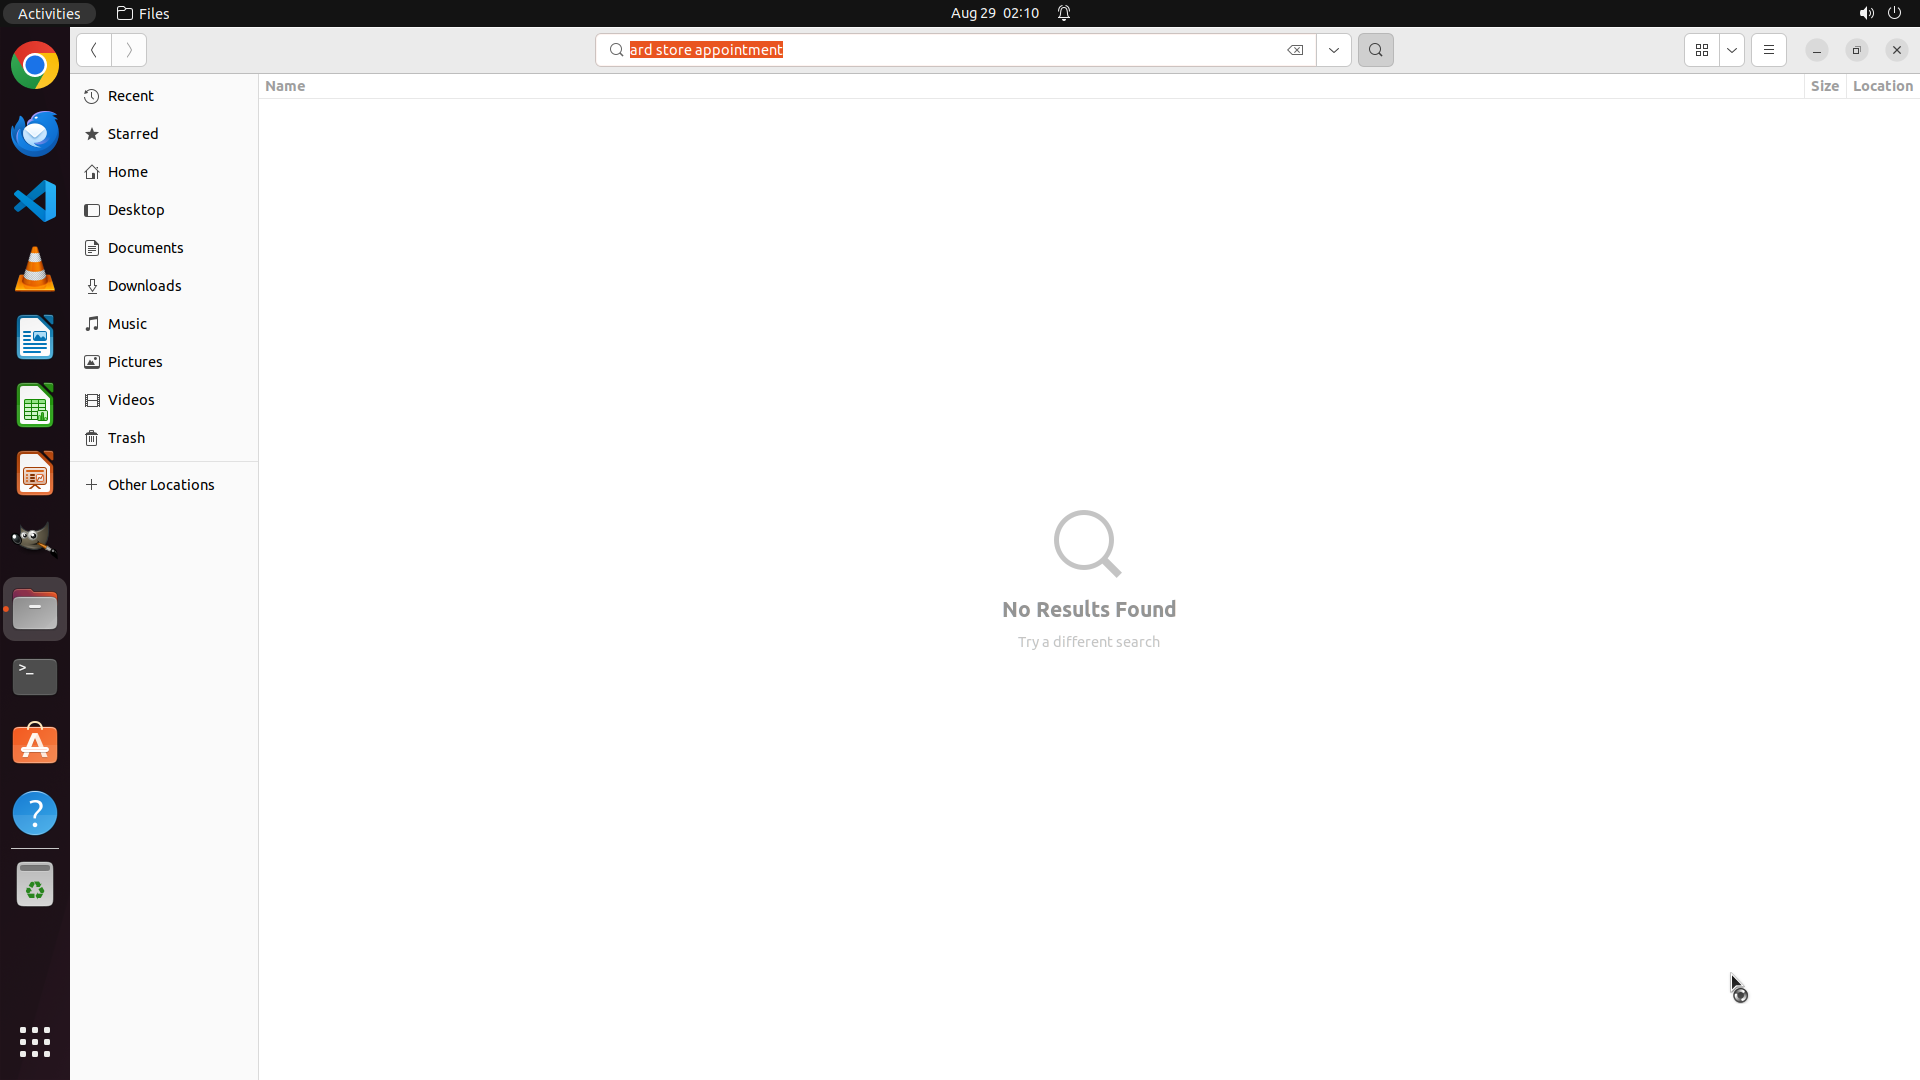 Activities
Files
Aug 29 02:10
ard store appointment
Name
Size
Location
Recent
Starred
Home
Desktop
Documents
Downloads
Music
Pictures
Videos
Trash
Other Locations
No Results Found
Try a different search